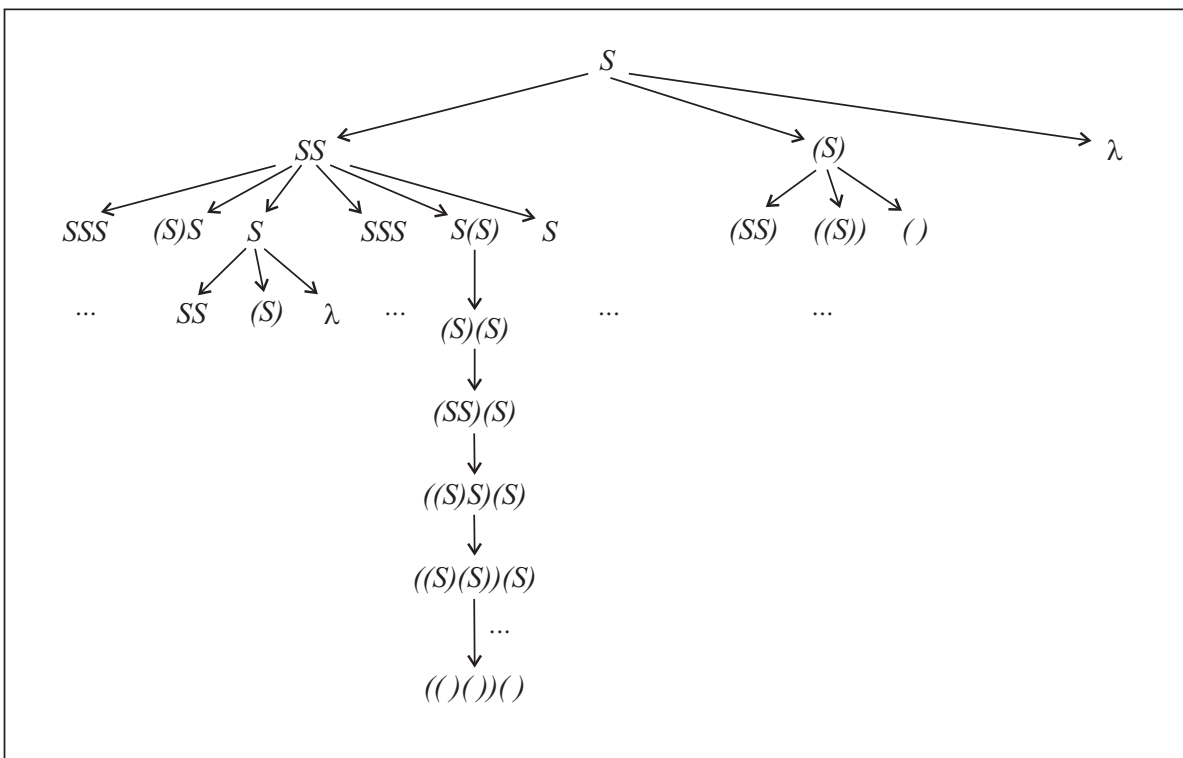 S
SS (S) λ
SSS (S)S S SSS S(S) S (SS) ((S)) ( )
... SS (S) λ ... ... ...
(S)(S)
(SS)(S)
((S)S)(S)
((S)(S))(S)
...
(( )( ))( )